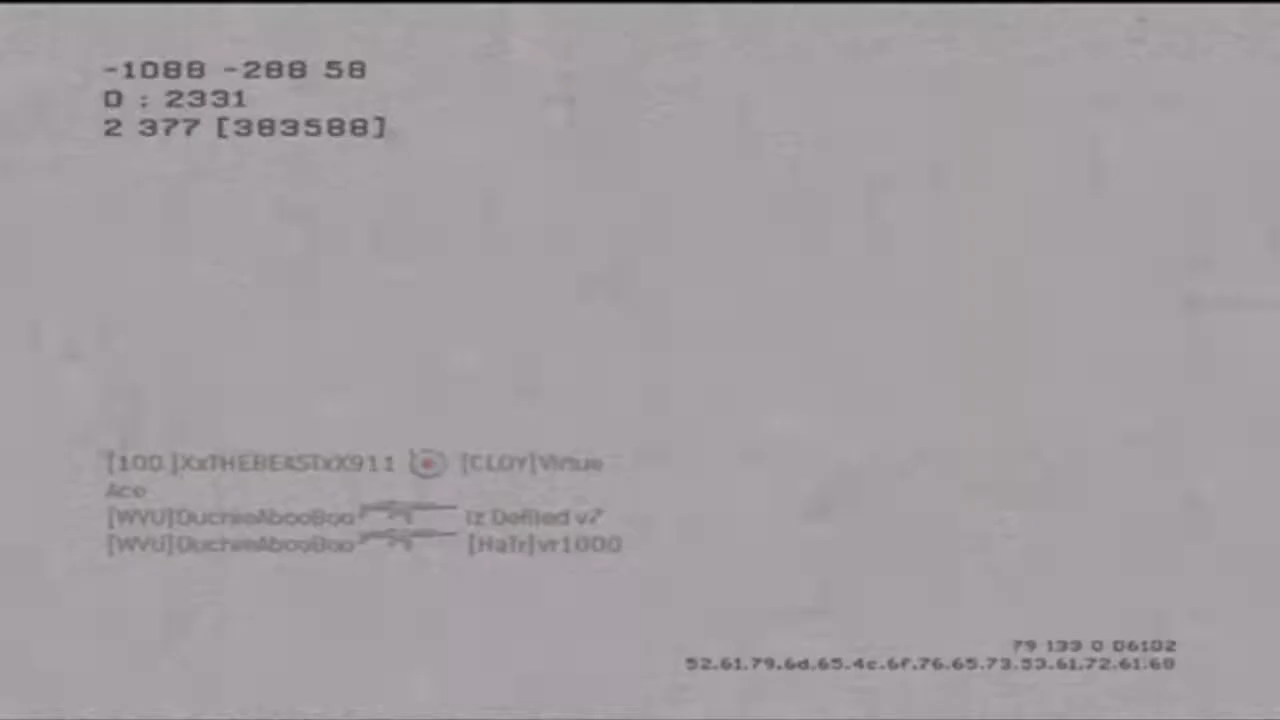 -1088 -288 58
0 : 2331
2 377 [383588]
[100 ]XxTHEBEASTxX911 [CLOY]Virtue
Ace
[WVU]DuchieAbooBoo Iz Defiled v7
[WVU]DuchieAbooBoo [HaTr]vr1000
79 139 0 06102
52.61.79.6d.65.4c.6f.76.65.73.53.61.72.61.68